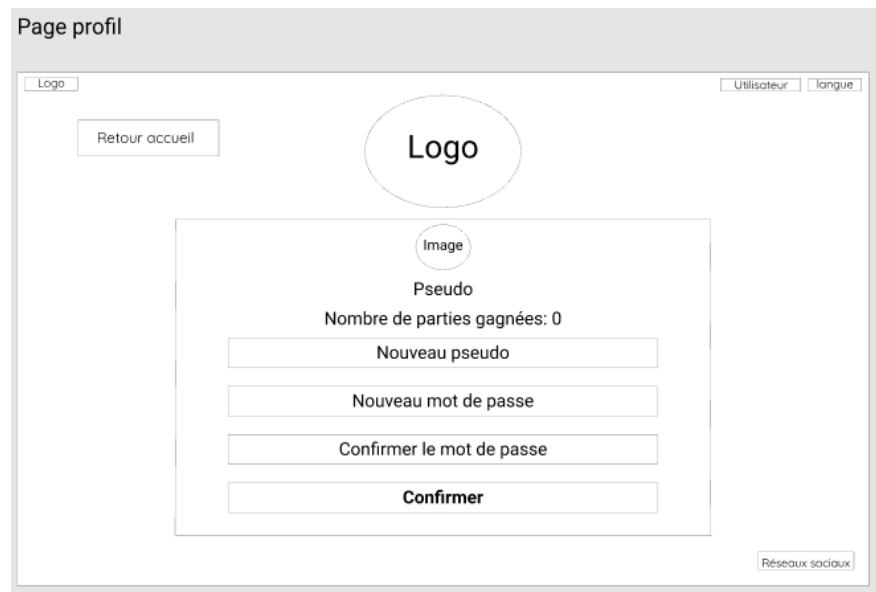 Page profil
Logo
Utilisateur
langue
Retour accueil
Logo
Image
Pseudo
Nombre de parties gagnées: 0
Nouveau pseudo
Nouveau mot de passe
Confirmer le mot de passe
Confirmer
Réseaux sociaux